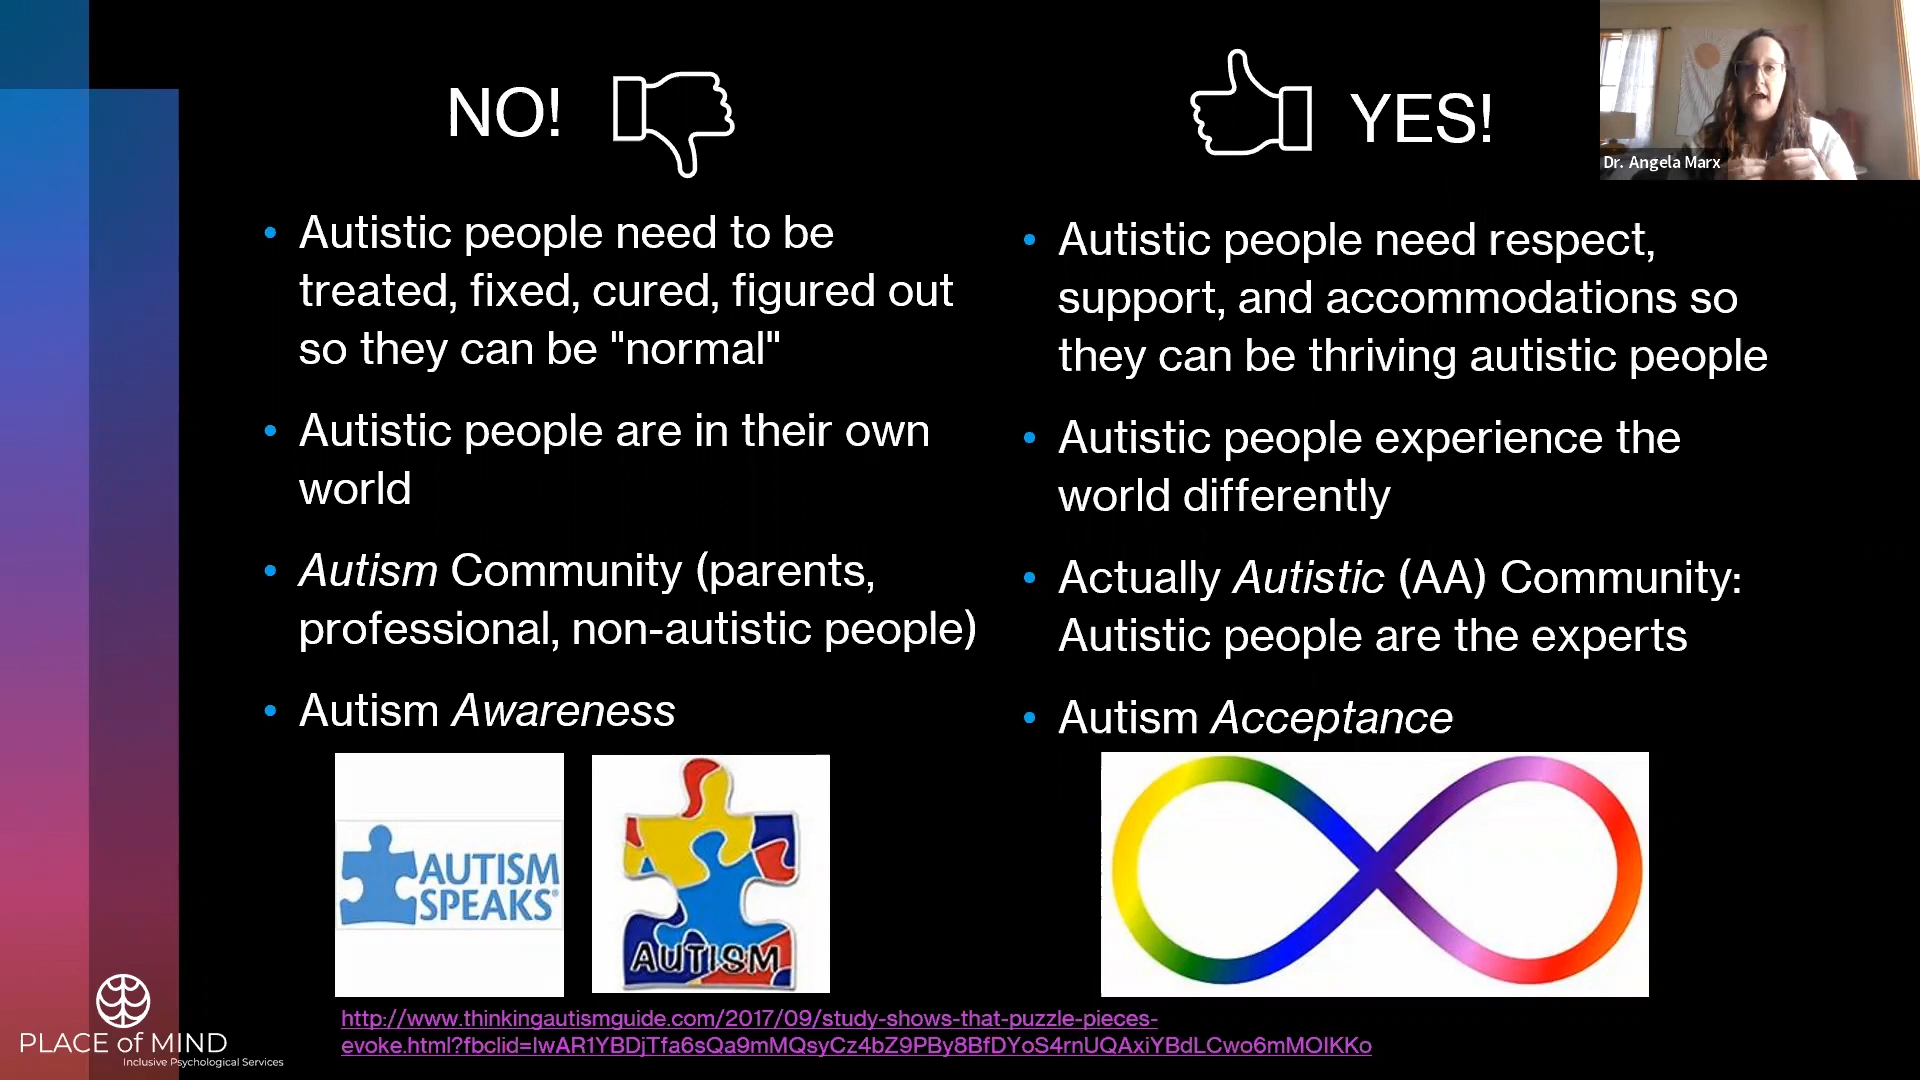 NO!
YES!
Dr. Angela Marx
• Autistic people need to be
treated, fixed, cured, figured out
so they can be "normal"
• Autistic people are in their own
world
• Autism Community (parents,
professional, non-autistic people)
• Autism Awareness
• Autistic people need respect,
support, and accommodations so
they can be thriving autistic people
• Autistic people experience the
world differently
• Actually Autistic (AA) Community:
Autistic people are the experts
• Autism Acceptance
AUTISM
SPEAKS®
AUTISM
http://www.thinkingautismguide.com/2017/09/study-shows-that-puzzle-pieces-
evoke.html?fbclid=IwAR1YBDjTfa6sQa9mMQsyCz4bZ9PBy8BfDYoS4rnUQAxiYBdLCwo6mMOIKKo
PLACE of MIND
Inclusive Psychological Services